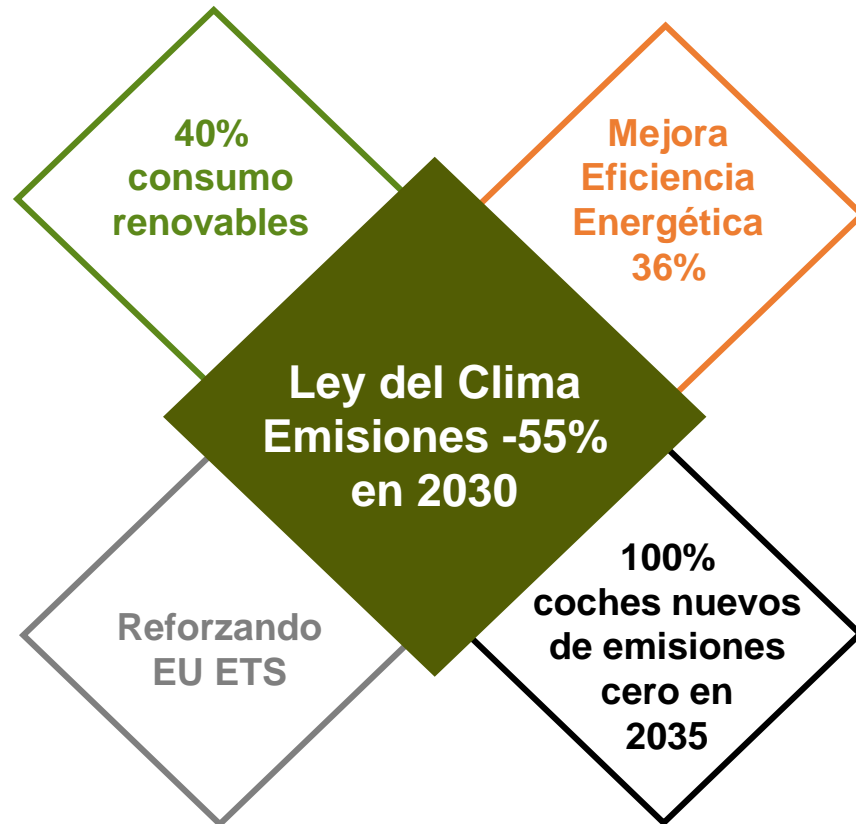 40%
consumo
renovables
Mejora
Eficiencia
Energética
36%
Ley del Clima
Emisiones -55%
en 2030
Reforzando
EU ETS
100%
coches nuevos
de emisiones
cero en
2035